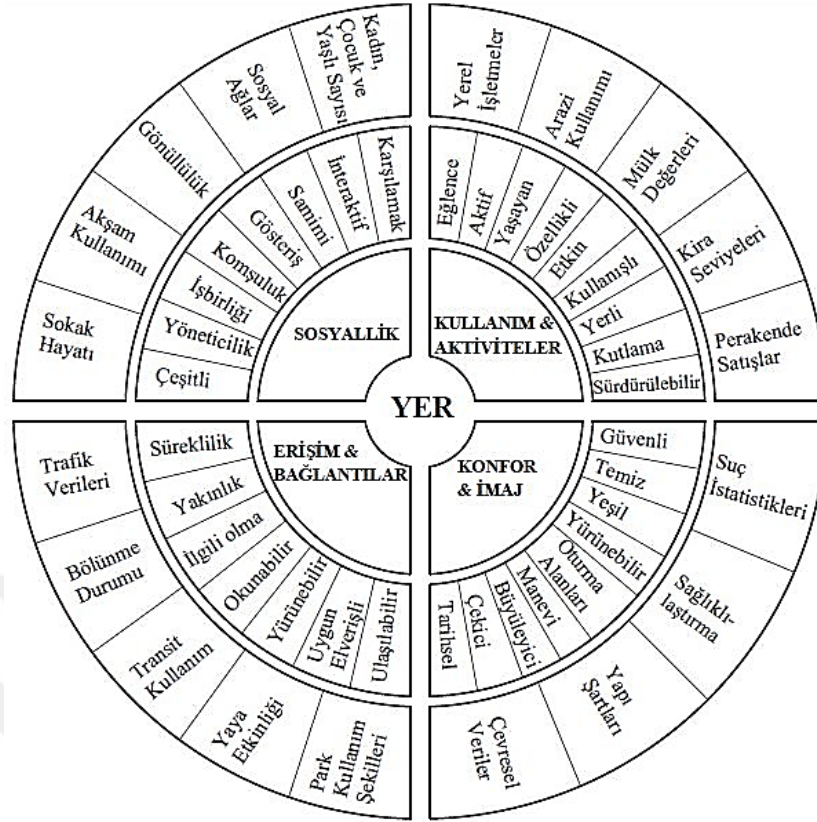 Kadın,
Çocuk ve
Yaşlı Sayısı
Sosyal
Ağlar
Gönüllülük
Akşam
Kullanımı
Sokak
Hayatı
Karşılamak
İnteraktif
Samimi
Gösteriş
Komşuluk
İşbirliği
Yöneticilik
Çeşitli
SOSYALLİK
Yerel
İşletmeler
Arazi
Kullanımı
Mülk
Değerleri
Kira
Seviyeleri
Perakende
Satışlar
Eğlence
Aktif
Yaşayan
Özellikli
Etkin
Kullanışlı
Yerli
Kutlama
Sürdürülebilir
KULLANIM &
AKTİVİTELER
YER
ERİŞİM &
BAĞLANTILAR
Süreklilik
Yakınlık
İlgili olma
Okunabilir
Yürünebilir
Uygun
Elverişli
Ulaşılabilir
Trafik
Verileri
Bölünme
Durumu
Transit
Kullanım
Yaya
Etkinliği
Park
Kullanım
Şekilleri
KONFOR
& İMAJ
Güvenli
Temiz
Yeşil
Yürünebilir
Oturma
Alanları
Manevi
Büyüleyici
Çekici
Tarihsel
Suç
İstatistikleri
Sağlıklı-
laştırma
Yapı
Şartları
Çevresel
Veriler